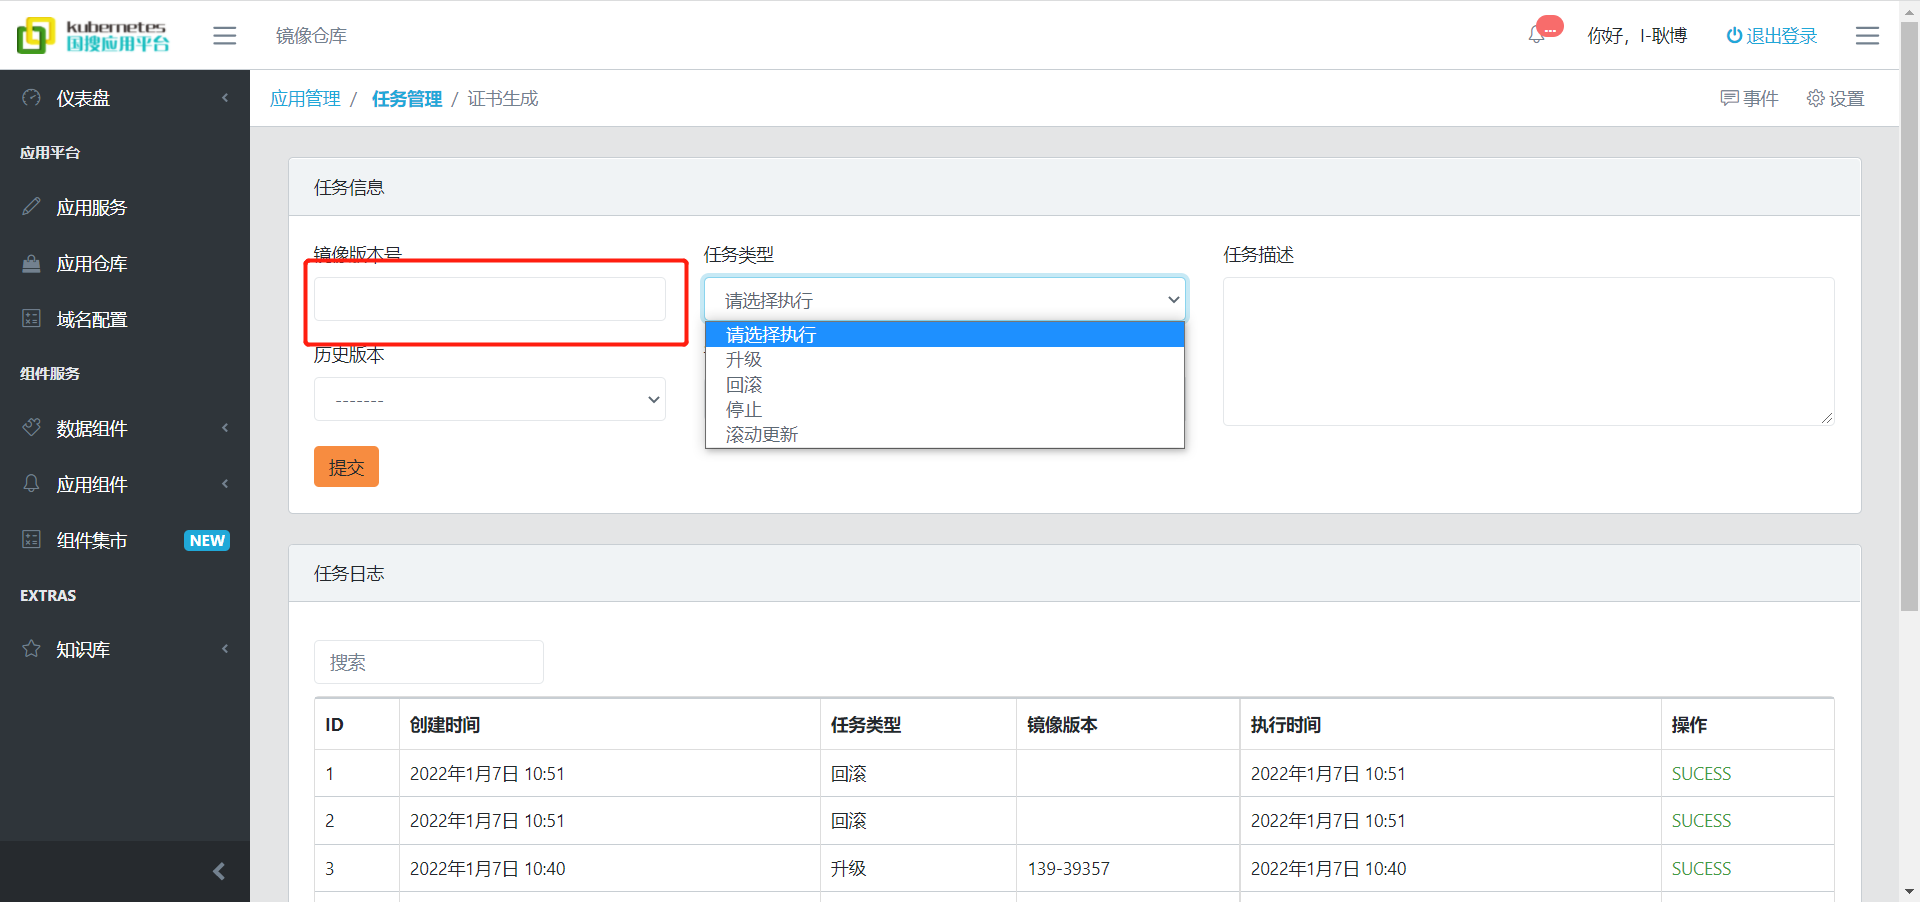 kubernetes
国搜应用平台
镜像仓库
...
你好，I-耿博
退出登录
仪表盘
应用平台
应用服务
应用仓库
域名配置
组件服务
数据组件
应用组件
组件集市
NEW
EXTRAS
知识库
应用管理 / 任务管理 / 证书生成
事件
设置
任务信息
镜像版本号
任务类型
任务描述
请选择执行
请选择执行
升级
回滚
停止
滚动更新
历史版本
-------
提交
任务日志
搜索
ID 创建时间 任务类型 镜像版本 执行时间 操作
1 2022年1月7日 10:51 回滚 2022年1月7日 10:51 SUCESS
2 2022年1月7日 10:51 回滚 2022年1月7日 10:51 SUCESS
3 2022年1月7日 10:40 升级 139-39357 2022年1月7日 10:40 SUCESS